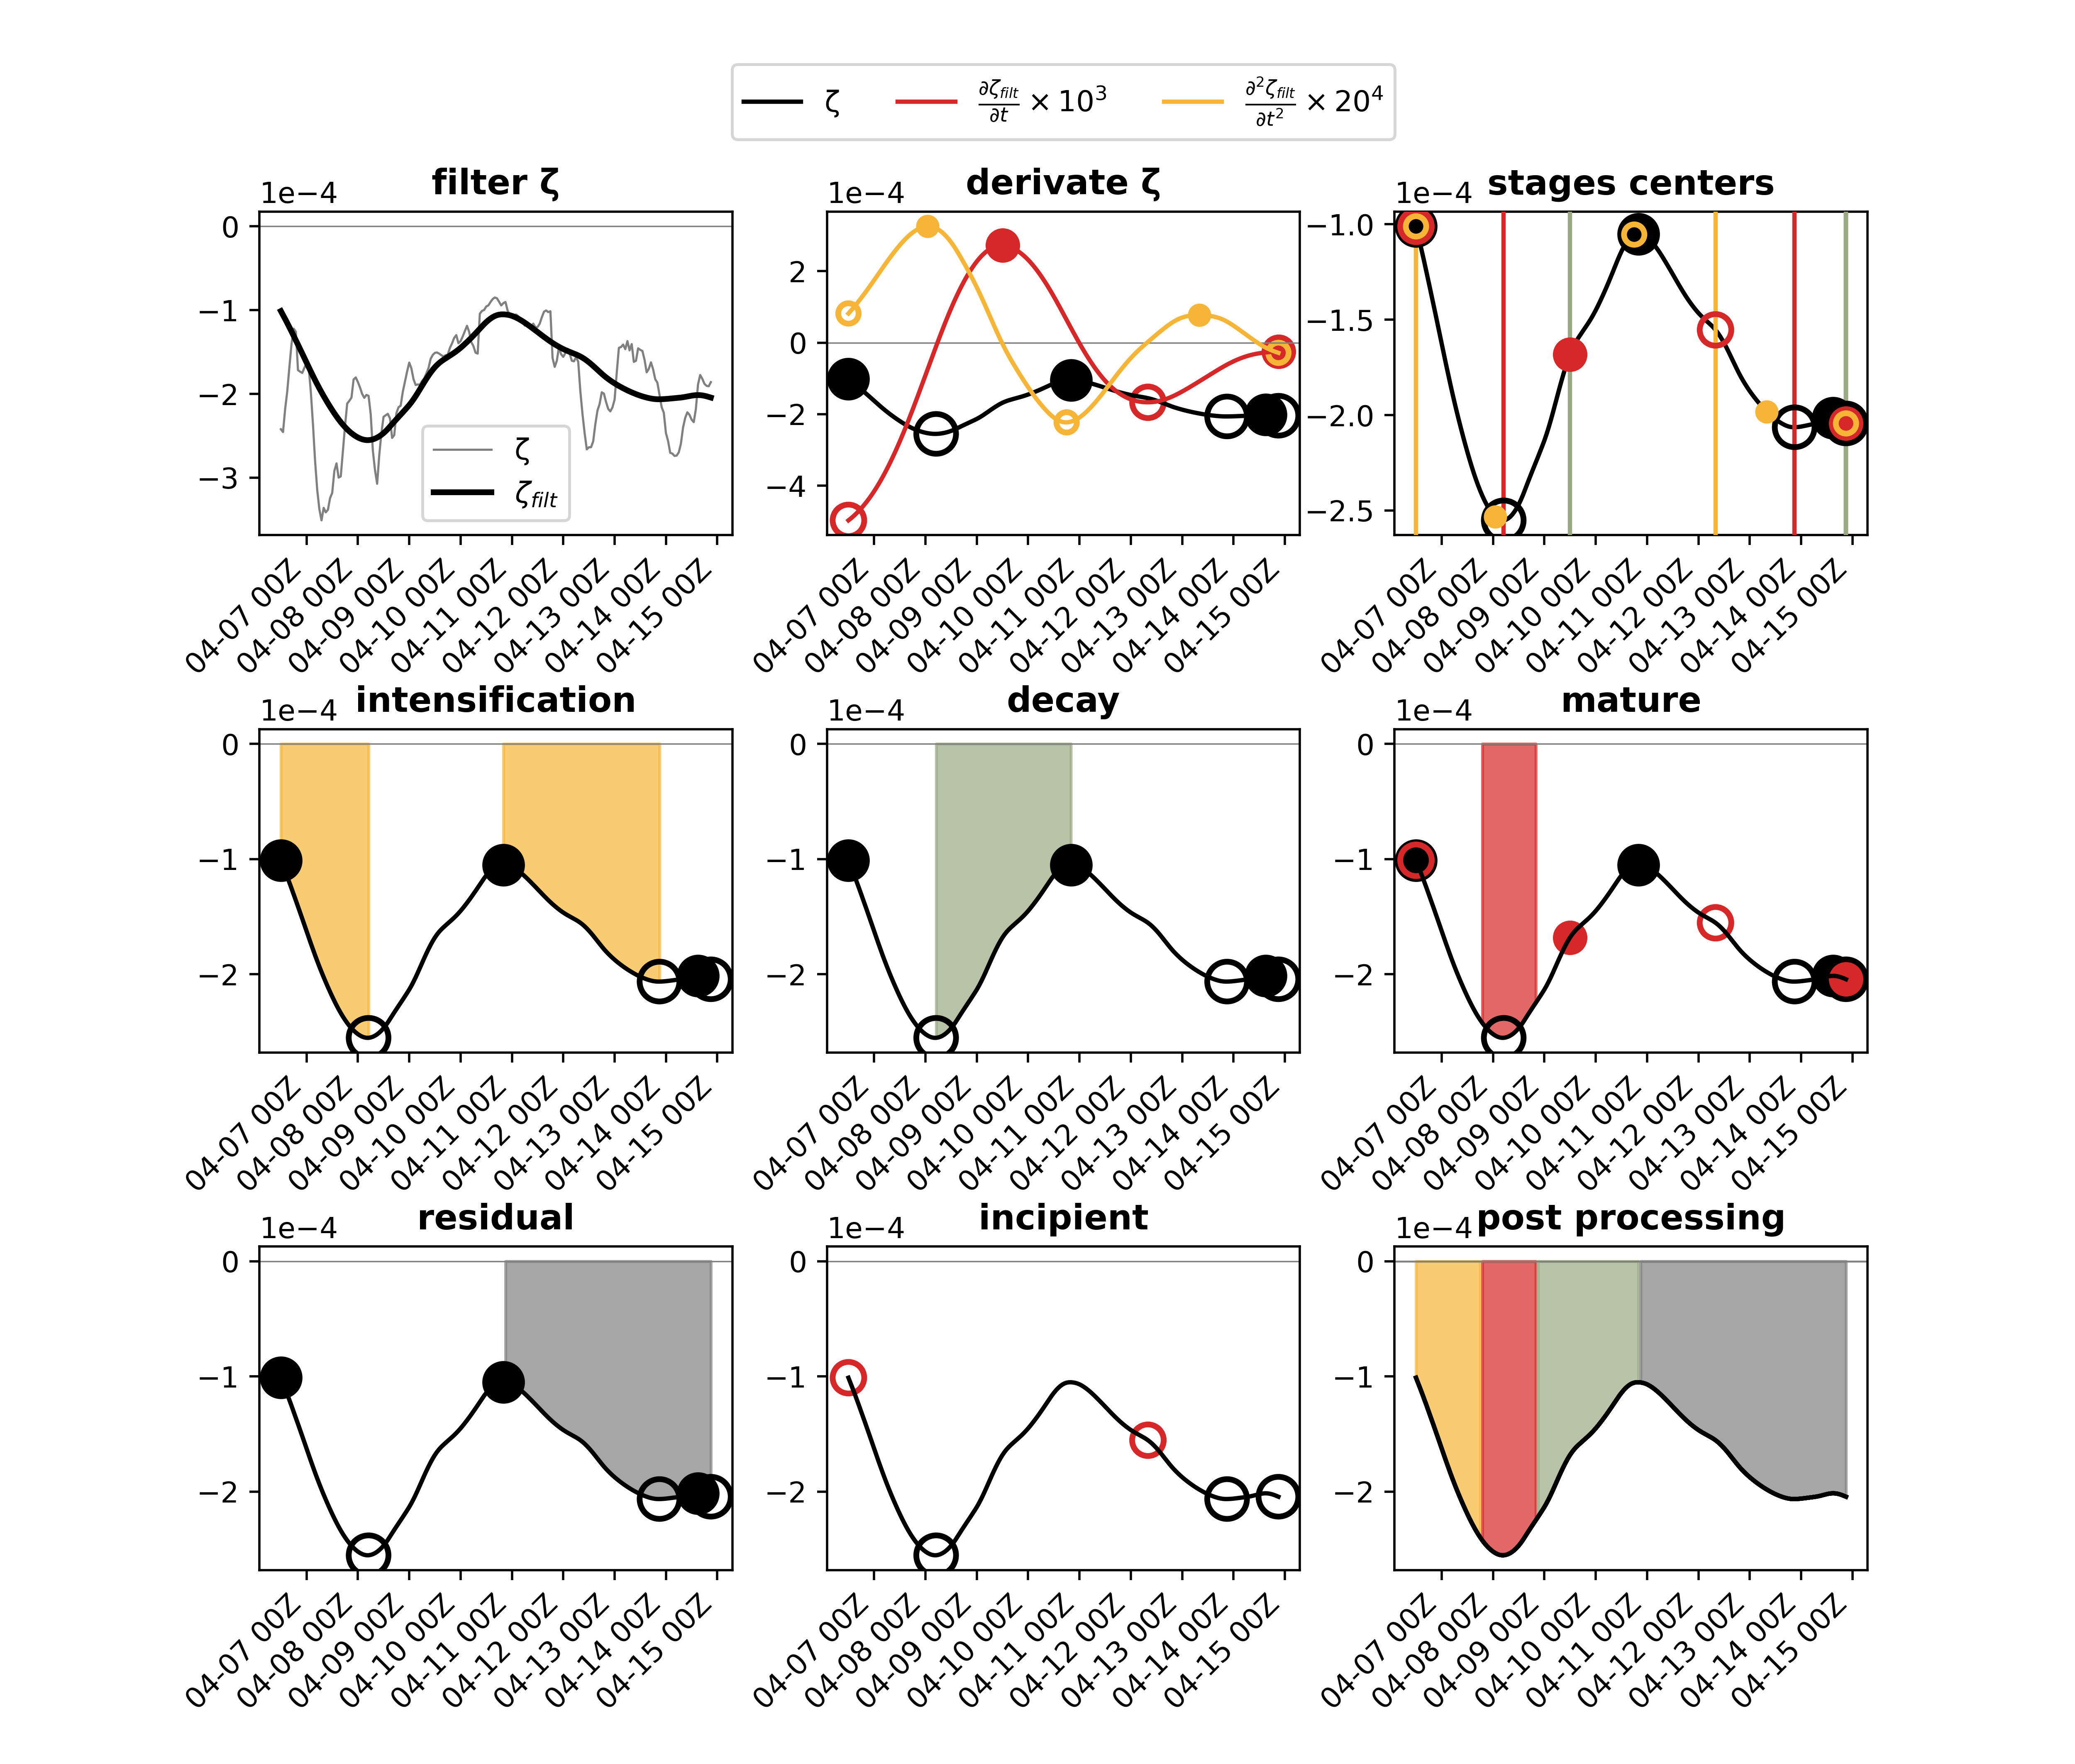 ζ ∂ζfilt/∂t × 10³ ∂²ζfilt/∂t² × 20⁴
filter ζ
1e−4
0
−1
−2
−3
ζ
ζfilt
04-07 00Z
04-08 00Z
04-09 00Z
04-10 00Z
04-11 00Z
04-12 00Z
04-13 00Z
04-14 00Z
04-15 00Z
derivate ζ
1e−4
2
0
−2
−4
04-07 00Z
04-08 00Z
04-09 00Z
04-10 00Z
04-11 00Z
04-12 00Z
04-13 00Z
04-14 00Z
04-15 00Z
stages centers
1e−4
−1.0
−1.5
−2.0
−2.5
04-07 00Z
04-08 00Z
04-09 00Z
04-10 00Z
04-11 00Z
04-12 00Z
04-13 00Z
04-14 00Z
04-15 00Z
intensification
1e−4
0
−1
−2
04-07 00Z
04-08 00Z
04-09 00Z
04-10 00Z
04-11 00Z
04-12 00Z
04-13 00Z
04-14 00Z
04-15 00Z
decay
1e−4
0
−1
−2
04-07 00Z
04-08 00Z
04-09 00Z
04-10 00Z
04-11 00Z
04-12 00Z
04-13 00Z
04-14 00Z
04-15 00Z
mature
1e−4
0
−1
−2
04-07 00Z
04-08 00Z
04-09 00Z
04-10 00Z
04-11 00Z
04-12 00Z
04-13 00Z
04-14 00Z
04-15 00Z
residual
1e−4
0
−1
−2
04-07 00Z
04-08 00Z
04-09 00Z
04-10 00Z
04-11 00Z
04-12 00Z
04-13 00Z
04-14 00Z
04-15 00Z
incipient
1e−4
0
−1
−2
04-07 00Z
04-08 00Z
04-09 00Z
04-10 00Z
04-11 00Z
04-12 00Z
04-13 00Z
04-14 00Z
04-15 00Z
post processing
1e−4
0
−1
−2
04-07 00Z
04-08 00Z
04-09 00Z
04-10 00Z
04-11 00Z
04-12 00Z
04-13 00Z
04-14 00Z
04-15 00Z